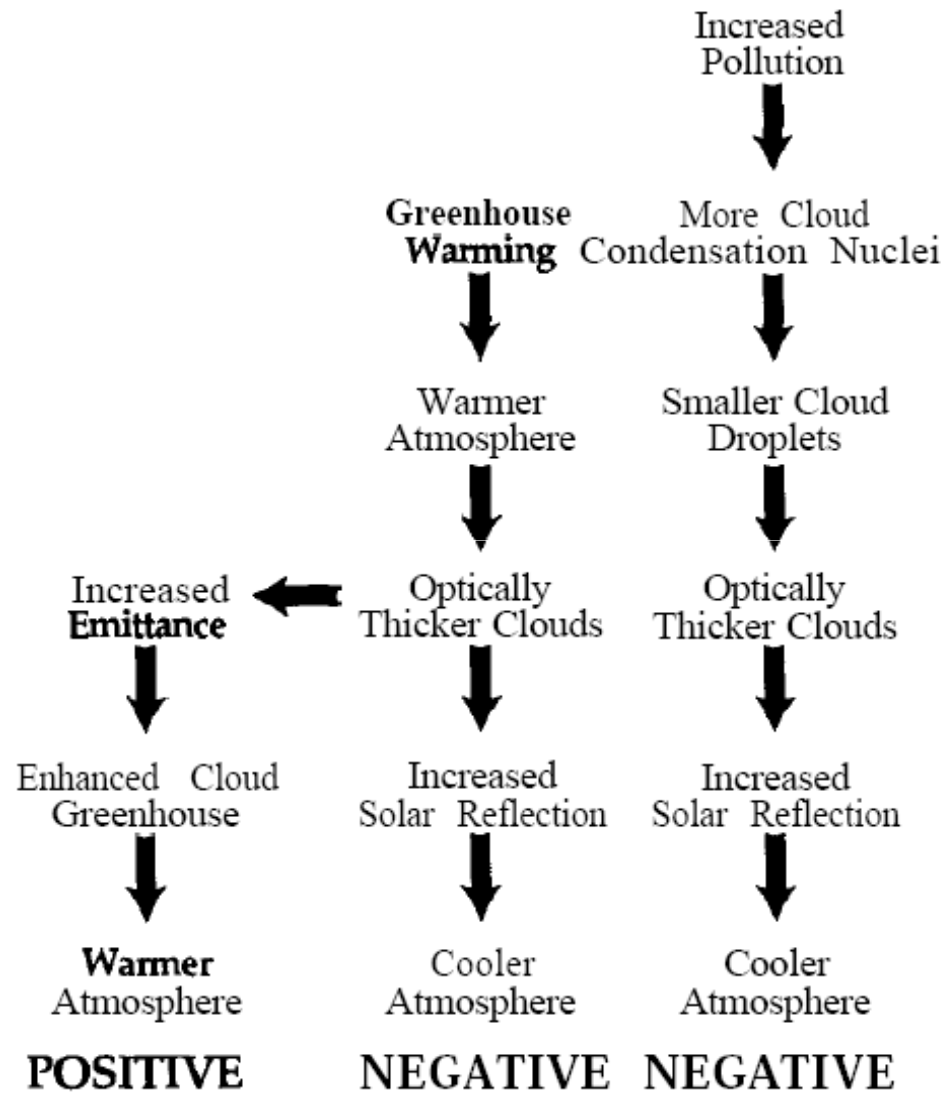 Increased
Pollution
Greenhouse
Warming
More Cloud
Condensation Nuclei
Warmer
Atmosphere
Smaller Cloud
Droplets
Increased
Emittance
Optically
Thicker Clouds
Optically
Thicker Clouds
Enhanced Cloud
Greenhouse
Increased
Solar Reflection
Increased
Solar Reflection
Warmer
Atmosphere
Cooler
Atmosphere
Cooler
Atmosphere
POSITIVE
NEGATIVE
NEGATIVE